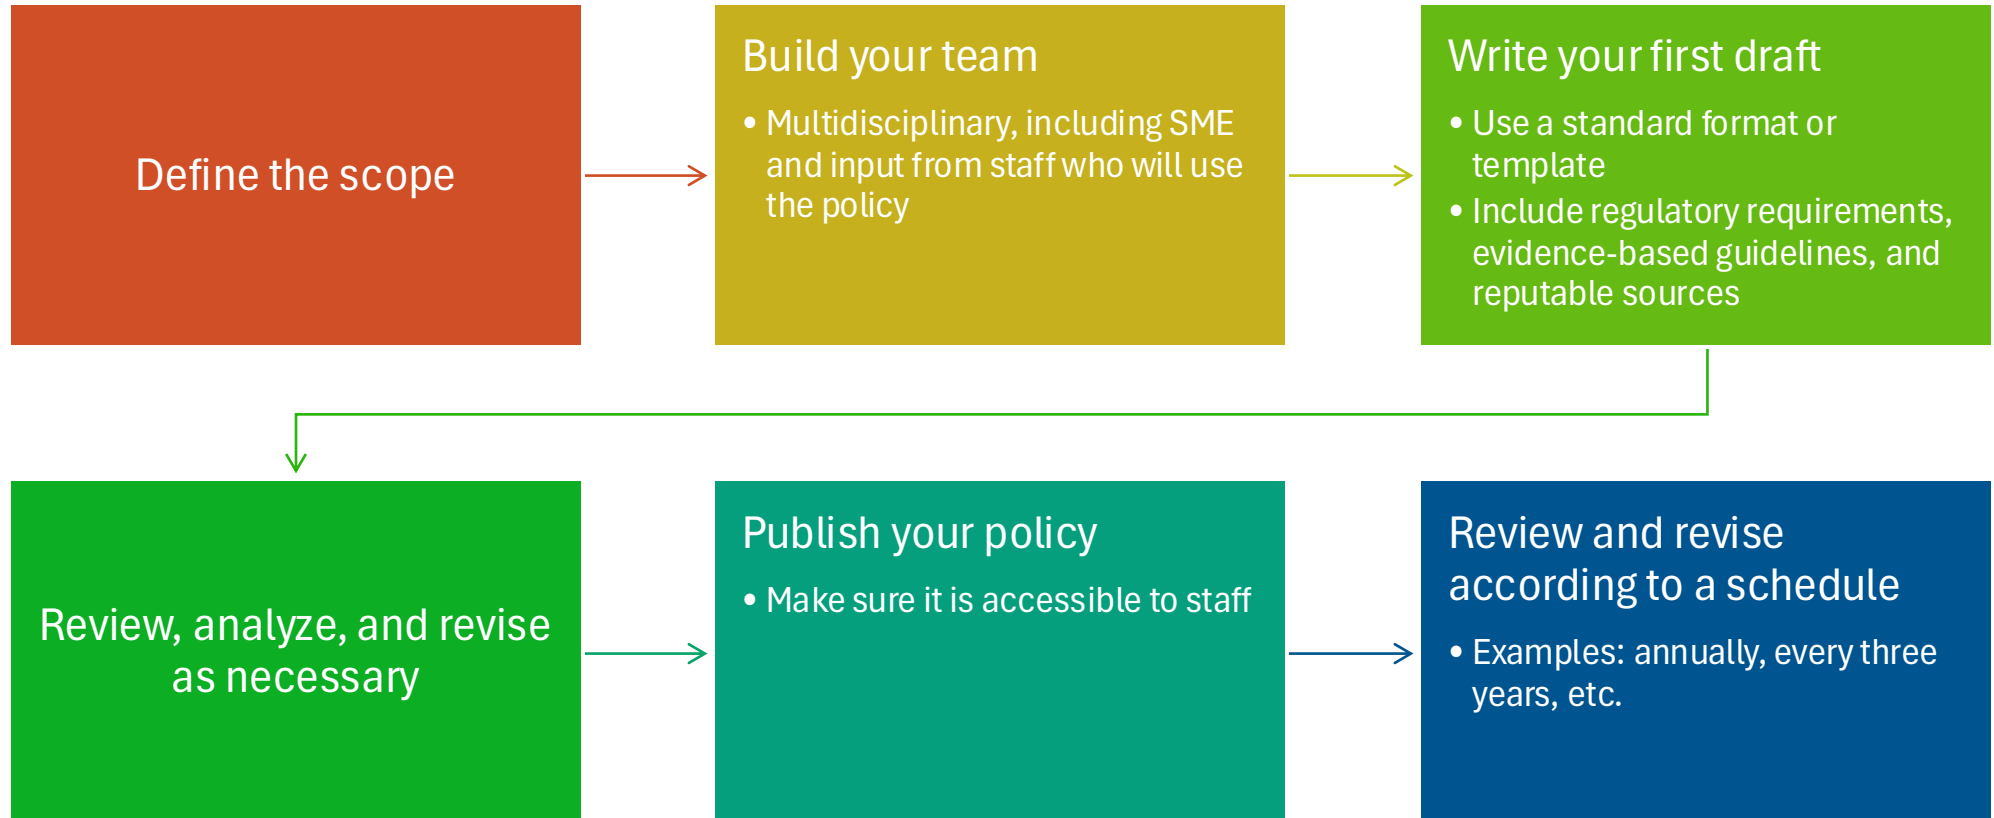 Define the scope
Build your team
• Multidisciplinary, including SME
and input from staff who will use
the policy
Write your first draft
• Use a standard format or
template
• Include regulatory requirements,
evidence-based guidelines, and
reputable sources
Review, analyze, and revise
as necessary
Publish your policy
• Make sure it is accessible to staff
Review and revise
according to a schedule
• Examples: annually, every three
years, etc.